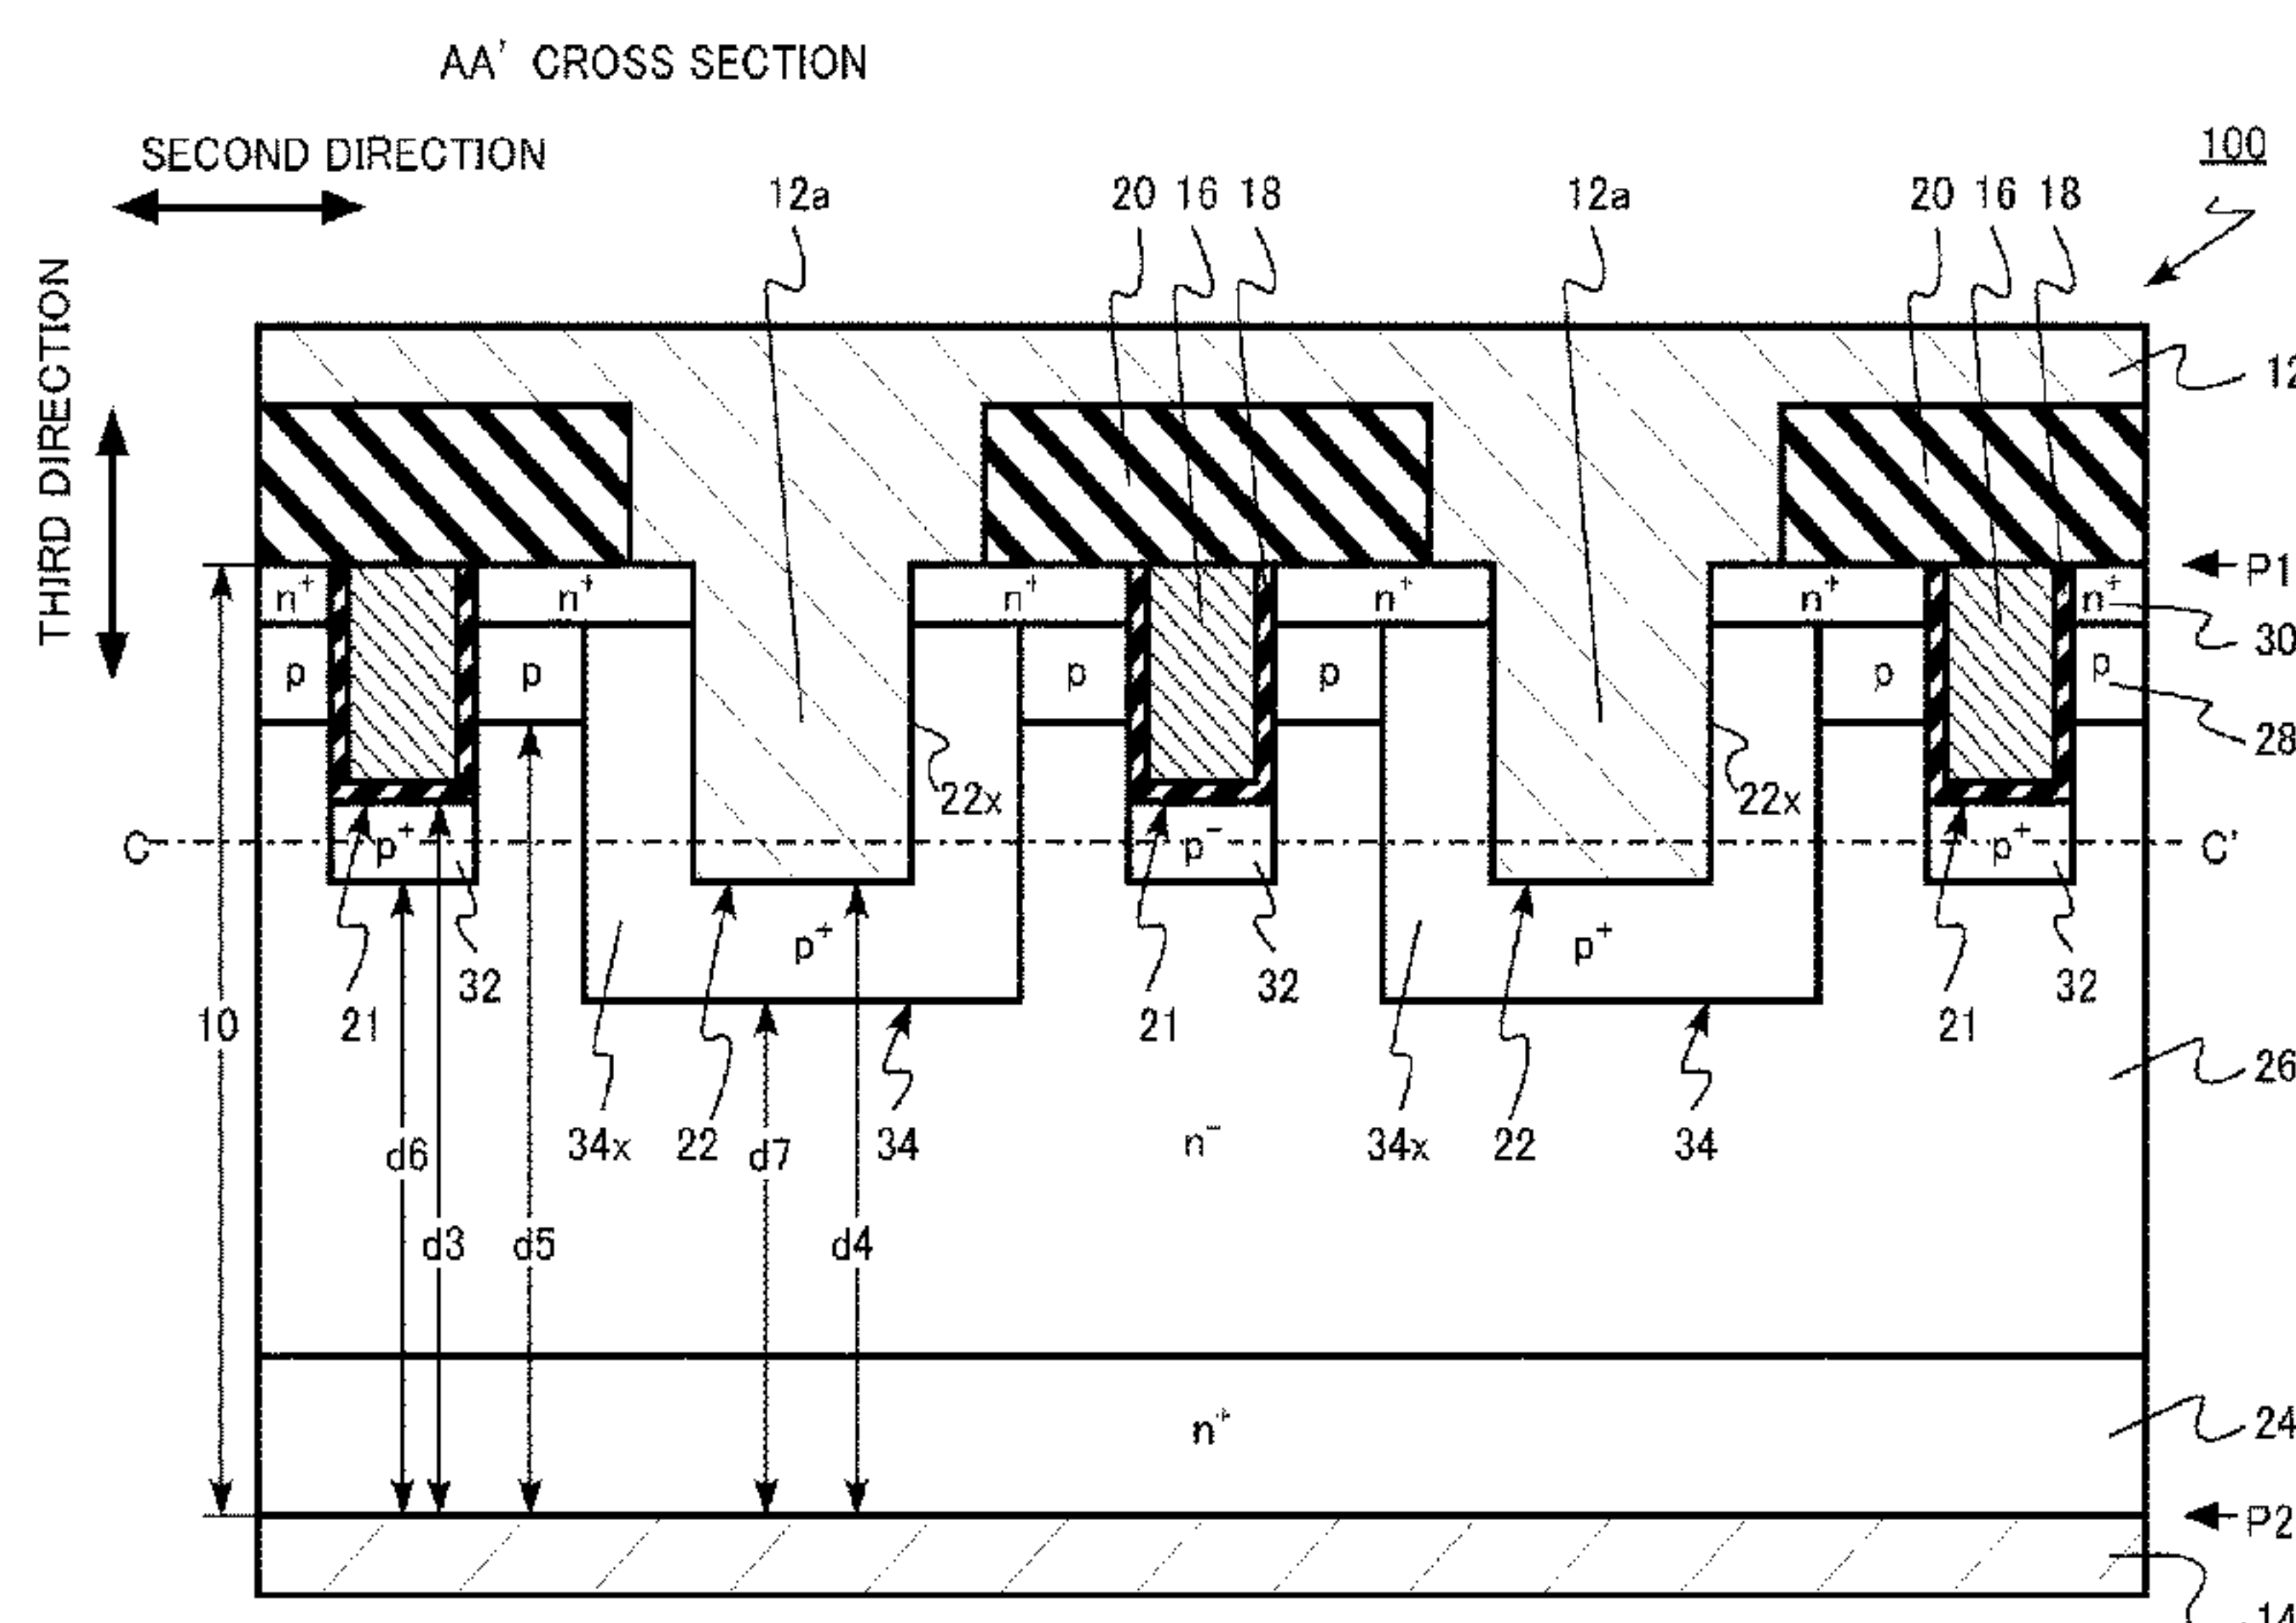 AA' CROSS SECTION
SECOND DIRECTION
100
12a 20 16 18 12a 20 16 18
THIRD DIRECTION
12
P1
n+ n+ n+ n+ n+ n+
30
p p p p p p
28
22x 22x
C p+ p- p+ C'
p+ p+
32 32 32
10 21 21 21
26
34x 22 d7 34 n- 34x 22 34
d6
d3 d5 d4
n+ 24
P2
14